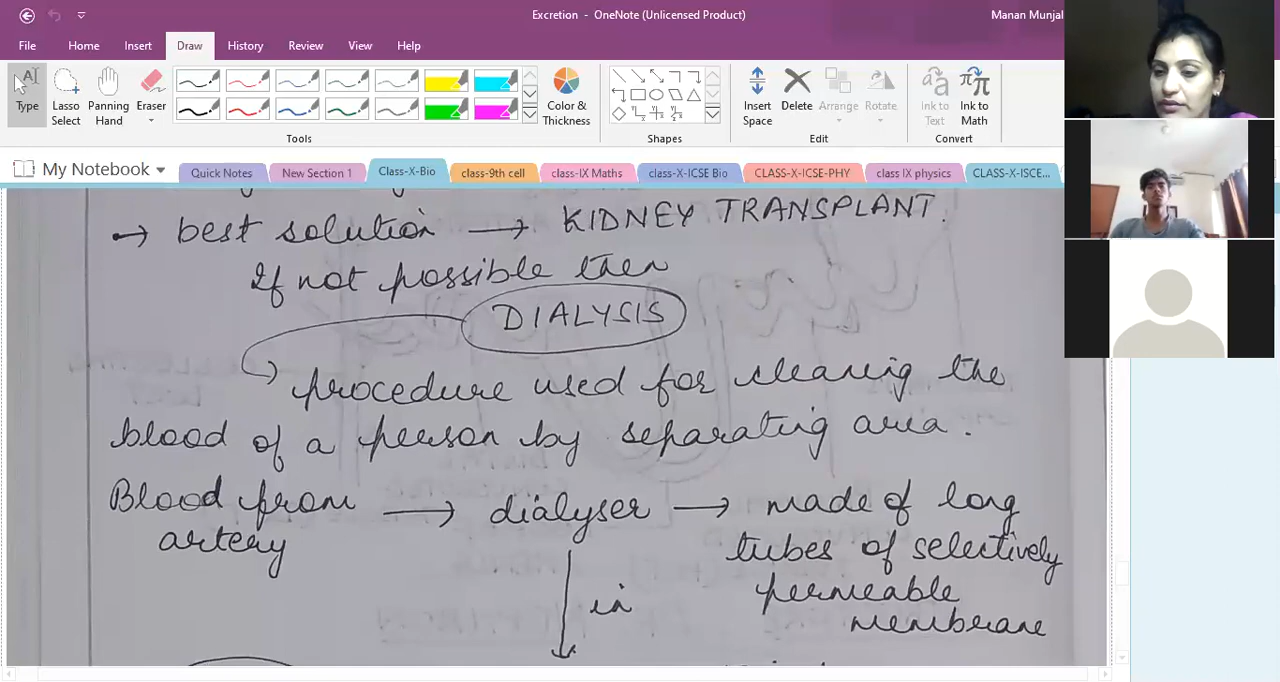 Excretion - OneNote (Unlicensed Product)
Manan Munjal
File Home Insert Draw History Review View Help
Type
Lasso Select
Panning Hand
Eraser
Color & Thickness
Insert Space
Delete
Arrange
Rotate
Ink to Text
Ink to Math
Tools
Shapes
Edit
Convert
My Notebook
Quick Notes
New Section 1
Class-X-Bio
class-9th cell
class-IX Maths
class-X-ICSE Bio
CLASS-X-ICSE-PHY
class IX physics
CLASS-X-ISCE...
→ best solution → KIDNEY TRANSPLANT.
If not possible then
DIALYSIS
procedure used for cleaning the
blood of a person by separating area.
Blood from → dialyser → made of long
artery
tubes of selectively
in
permeable
membrane